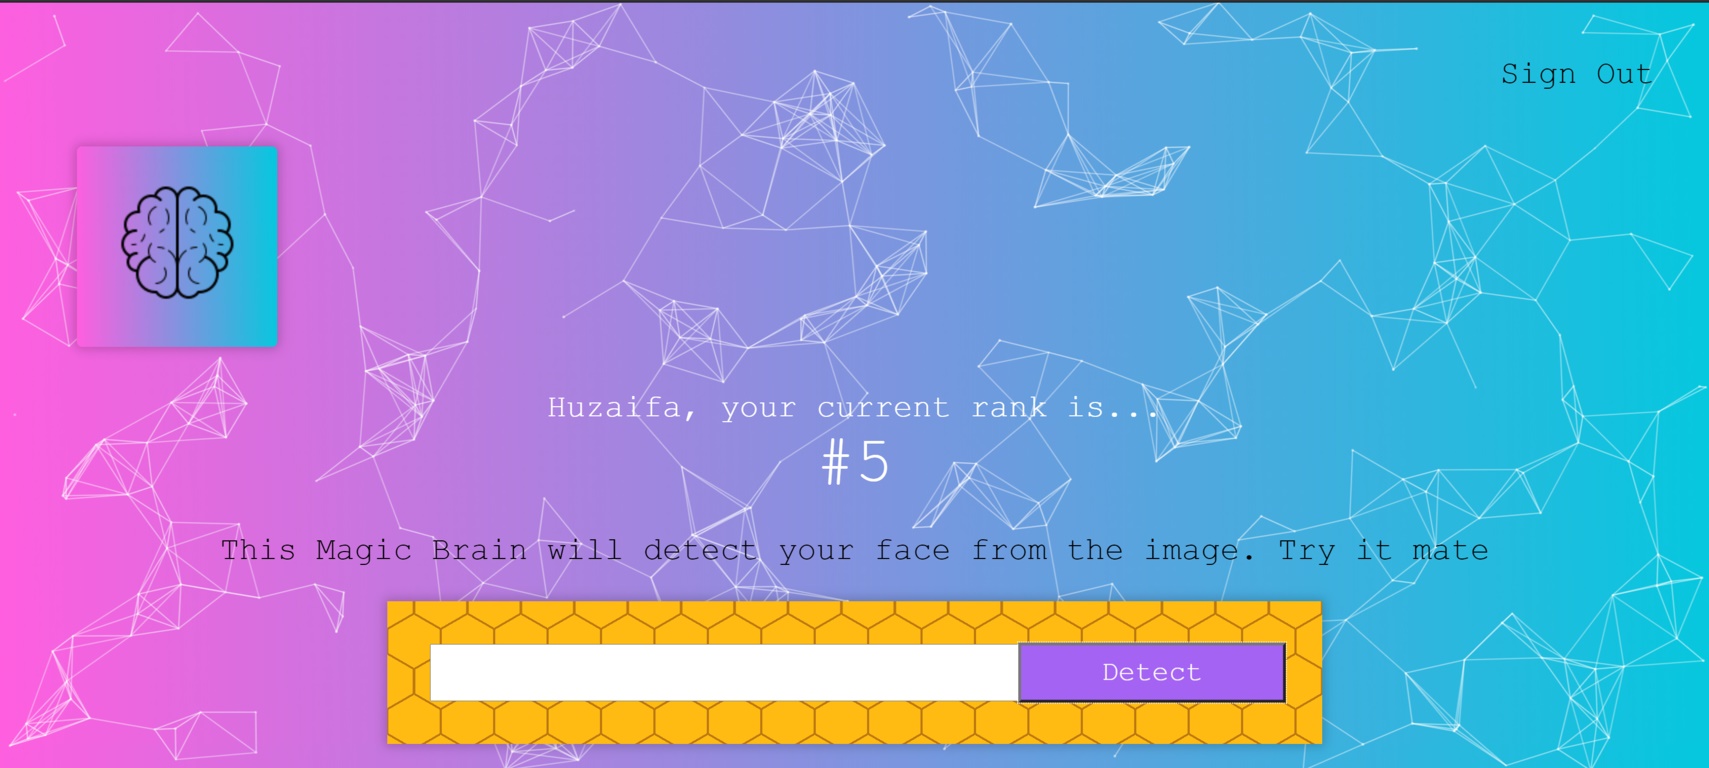 Sign Out
Huzaifa, your current rank is...
#5
This Magic Brain will detect your face from the image. Try it mate
Detect